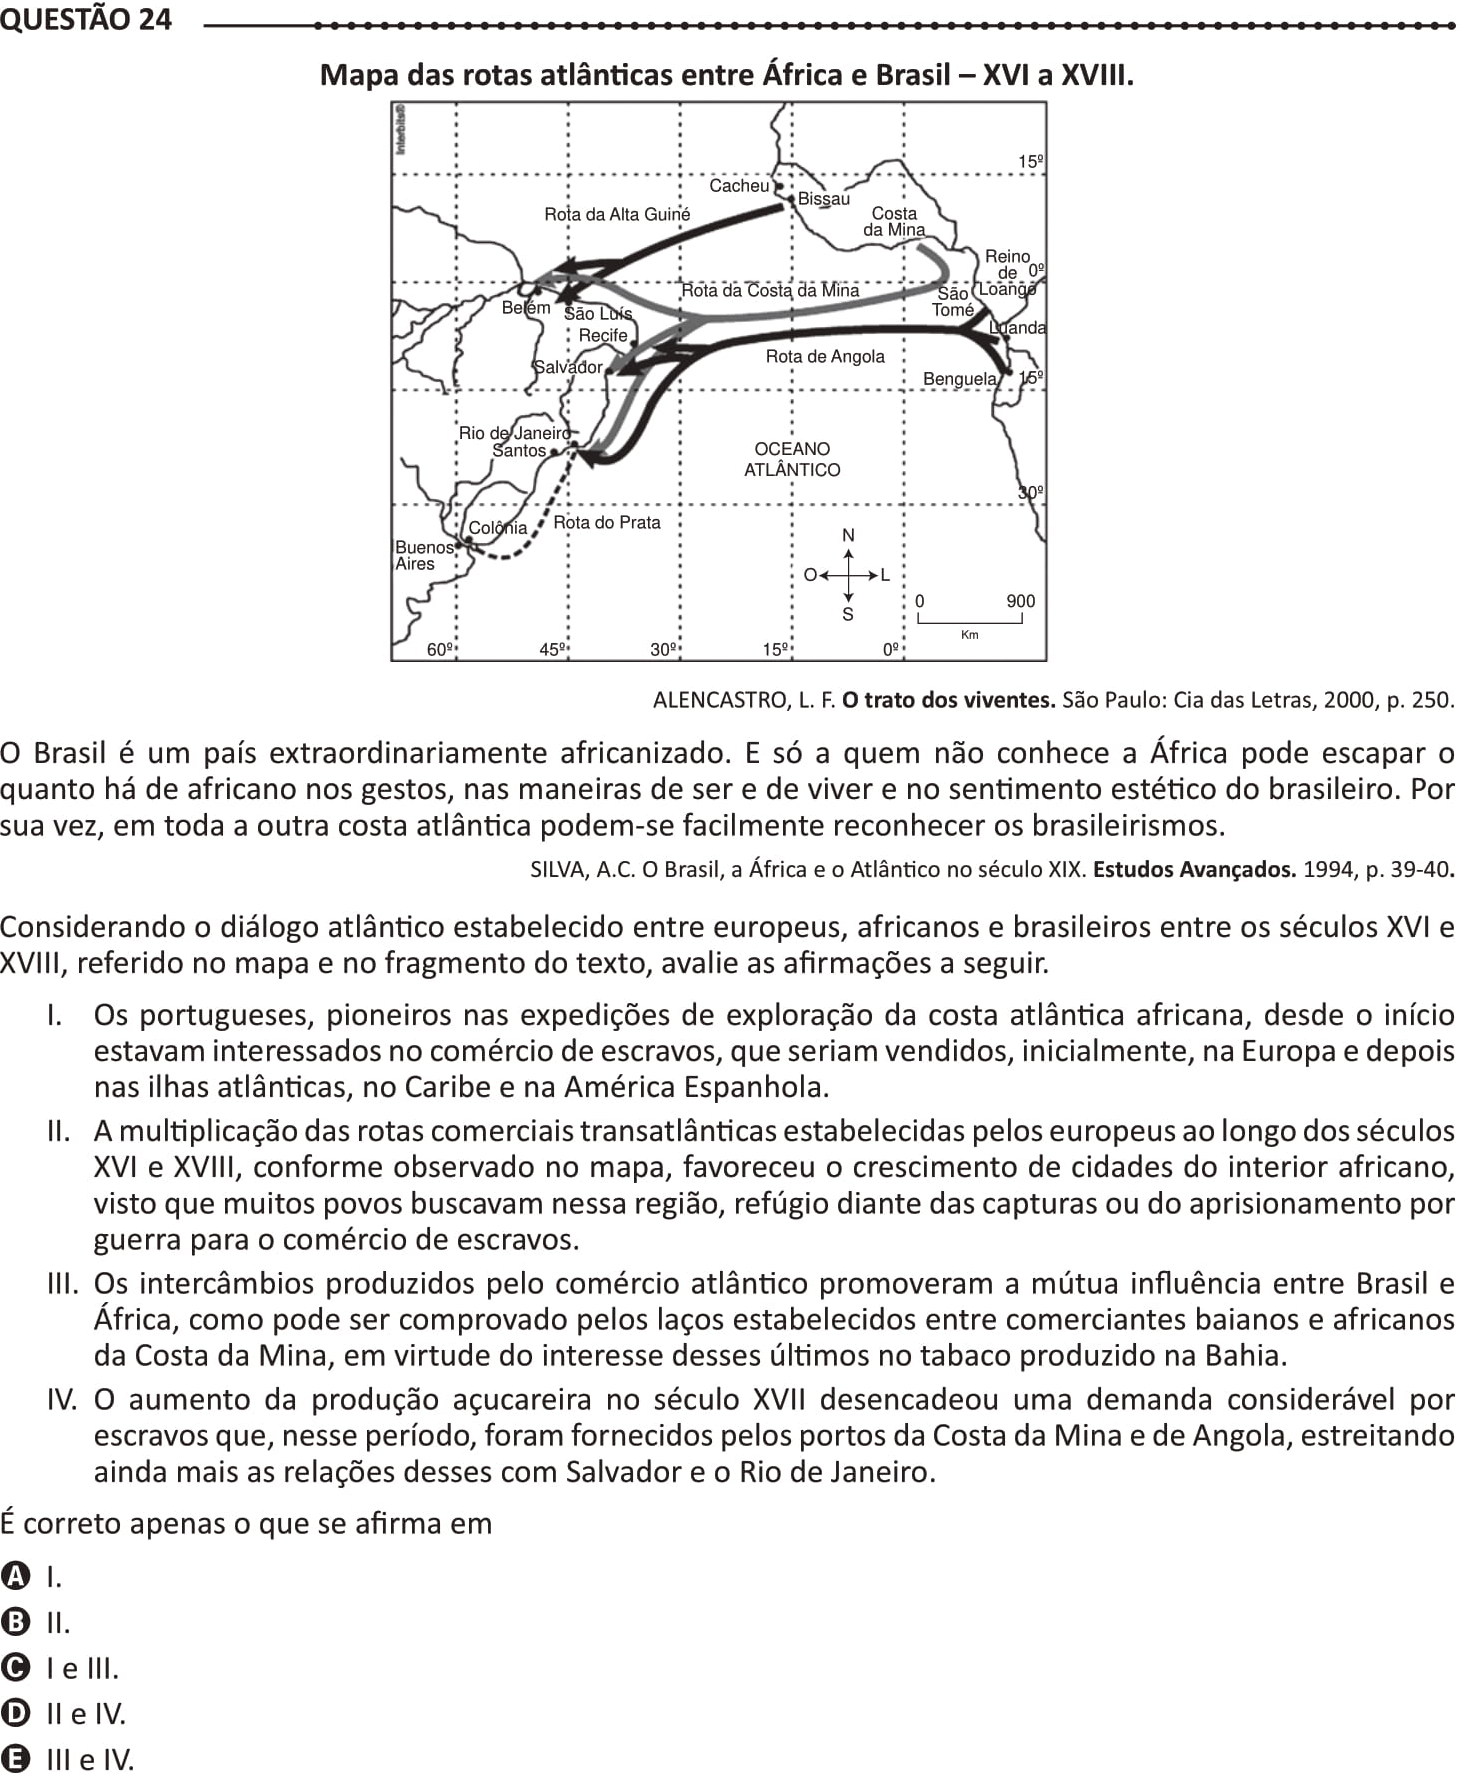 QUESTÃO 24
Mapa das rotas atlânticas entre África e Brasil – XVI a XVIII.
Interbits®
15º
Cacheu
Bissau
Rota da Alta Guiné
Costa
da Mina
Reino
de 0º
Loango
Rota da Costa da Mina
São
Tomé
Belém
São Luís
Recife
Luanda
Rota de Angola
Salvador
Benguela
15º
Rio de Janeiro
Santos
OCEANO
ATLÂNTICO
30º
Colônia
Rota do Prata
Buenos
Aires
N
O L
S
0 900
Km
60º 45º 30º 15º 0º
ALENCASTRO, L. F. O trato dos viventes. São Paulo: Cia das Letras, 2000, p. 250.
O Brasil é um país extraordinariamente africanizado. E só a quem não conhece a África pode escapar o
quanto há de africano nos gestos, nas maneiras de ser e de viver e no sentimento estético do brasileiro. Por
sua vez, em toda a outra costa atlântica podem-se facilmente reconhecer os brasileirismos.
SILVA, A.C. O Brasil, a África e o Atlântico no século XIX. Estudos Avançados. 1994, p. 39-40.
Considerando o diálogo atlântico estabelecido entre europeus, africanos e brasileiros entre os séculos XVI e
XVIII, referido no mapa e no fragmento do texto, avalie as afirmações a seguir.
I. Os portugueses, pioneiros nas expedições de exploração da costa atlântica africana, desde o início
estavam interessados no comércio de escravos, que seriam vendidos, inicialmente, na Europa e depois
nas ilhas atlânticas, no Caribe e na América Espanhola.
II. A multiplicação das rotas comerciais transatlânticas estabelecidas pelos europeus ao longo dos séculos
XVI e XVIII, conforme observado no mapa, favoreceu o crescimento de cidades do interior africano,
visto que muitos povos buscavam nessa região, refúgio diante das capturas ou do aprisionamento por
guerra para o comércio de escravos.
III. Os intercâmbios produzidos pelo comércio atlântico promoveram a mútua influência entre Brasil e
África, como pode ser comprovado pelos laços estabelecidos entre comerciantes baianos e africanos
da Costa da Mina, em virtude do interesse desses últimos no tabaco produzido na Bahia.
IV. O aumento da produção açucareira no século XVII desencadeou uma demanda considerável por
escravos que, nesse período, foram fornecidos pelos portos da Costa da Mina e de Angola, estreitando
ainda mais as relações desses com Salvador e o Rio de Janeiro.
É correto apenas o que se afirma em
A I.
B II.
C I e III.
D II e IV.
E III e IV.